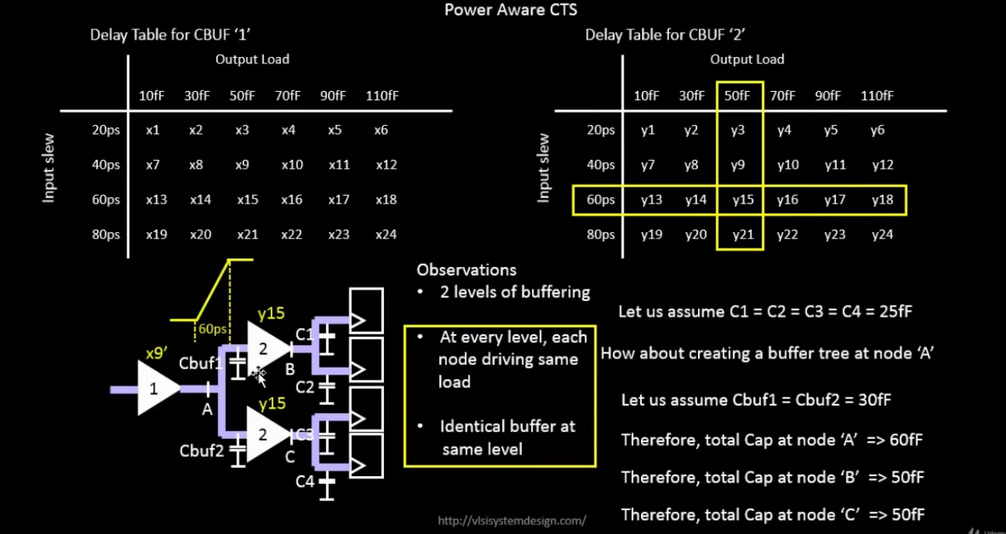 Power Aware CTS
Delay Table for CBUF ‘1’
Output Load
10fF 30fF 50fF 70fF 90fF 110fF
Input slew
20ps x1 x2 x3 x4 x5 x6
40ps x7 x8 x9 x10 x11 x12
60ps x13 x14 x15 x16 x17 x18
80ps x19 x20 x21 x22 x23 x24
Delay Table for CBUF ‘2’
Output Load
10fF 30fF 50fF 70fF 90fF 110fF
Input slew
20ps y1 y2 y3 y4 y5 y6
40ps y7 y8 y9 y10 y11 y12
60ps y13 y14 y15 y16 y17 y18
80ps y19 y20 y21 y22 y23 y24
60ps
y15
x9’
Cbuf1
2
C1
B
1
A
C2
y15
2
C3
Cbuf2
C
C4
Observations
• 2 levels of buffering
• At every level, each
node driving same
load
• Identical buffer at
same level
Let us assume C1 = C2 = C3 = C4 = 25fF
How about creating a buffer tree at node ‘A’
Let us assume Cbuf1 = Cbuf2 = 30fF
Therefore, total Cap at node ‘A’ => 60fF
Therefore, total Cap at node ‘B’ => 50fF
Therefore, total Cap at node ‘C’ => 50fF
http://vlsisystemdesign.com/